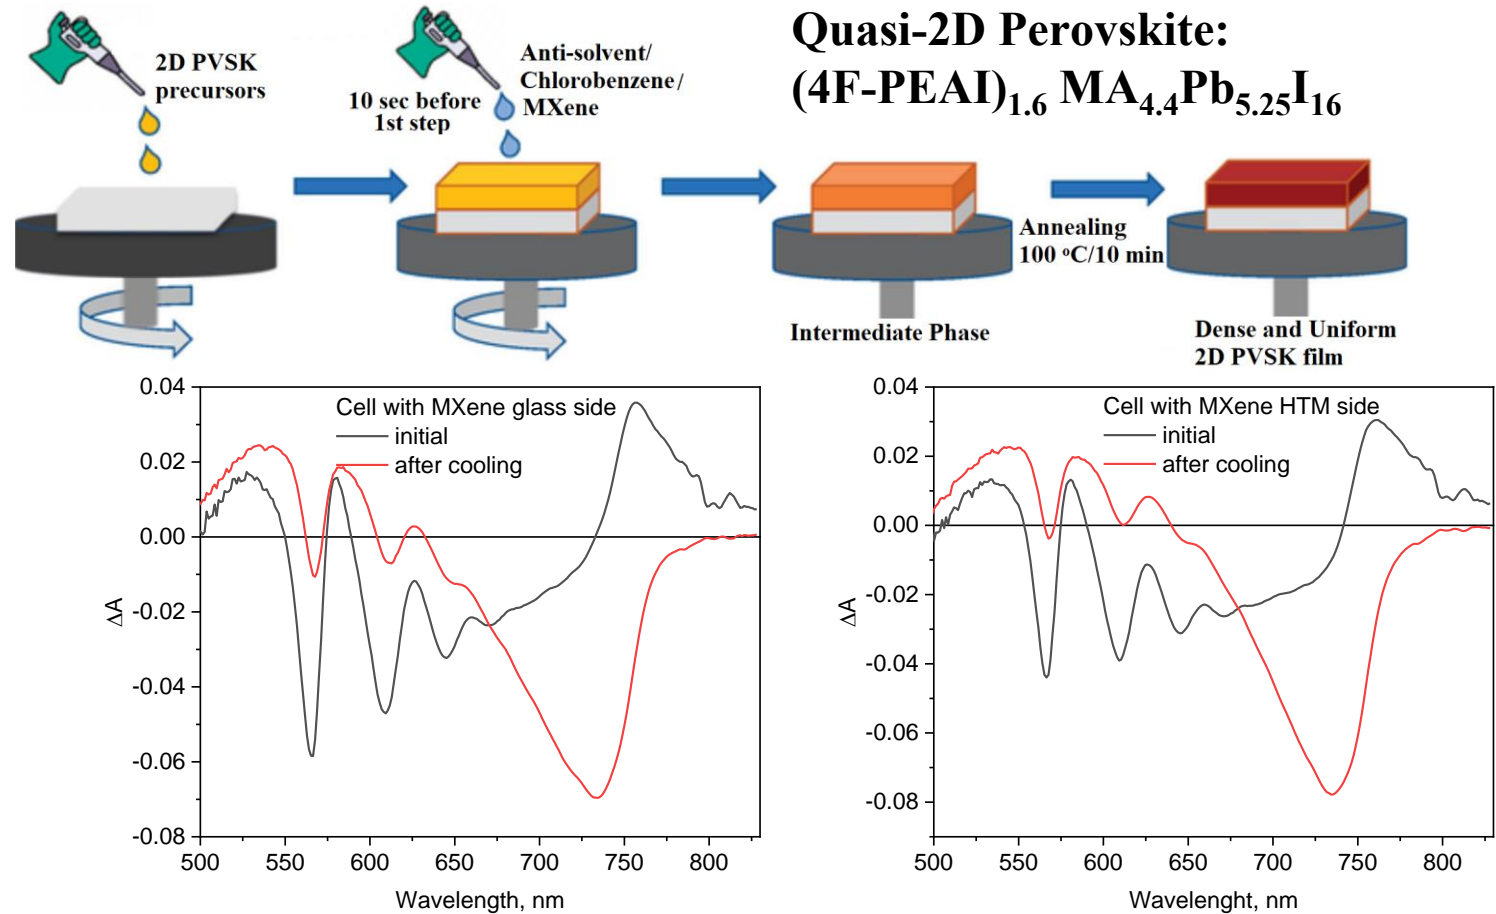 2D PVSK
precursors
10 sec before
1st step
Anti-solvent/
Chlorobenzene/
MXene
Quasi-2D Perovskite:
(4F-PEAI)1.6 MA4.4Pb5.25I16
Intermediate Phase
Annealing
100 oC/10 min
Dense and Uniform
2D PVSK film
Cell with MXene glass side
initial
after cooling
0.04
0.02
0.00
-0.02
-0.04
-0.06
-0.08
ΔA
500 550 600 650 700 750 800
Wavelength, nm
Cell with MXene HTM side
initial
after cooling
0.04
0.02
0.00
-0.02
-0.04
-0.06
-0.08
ΔA
500 550 600 650 700 750 800
Wavelenght, nm